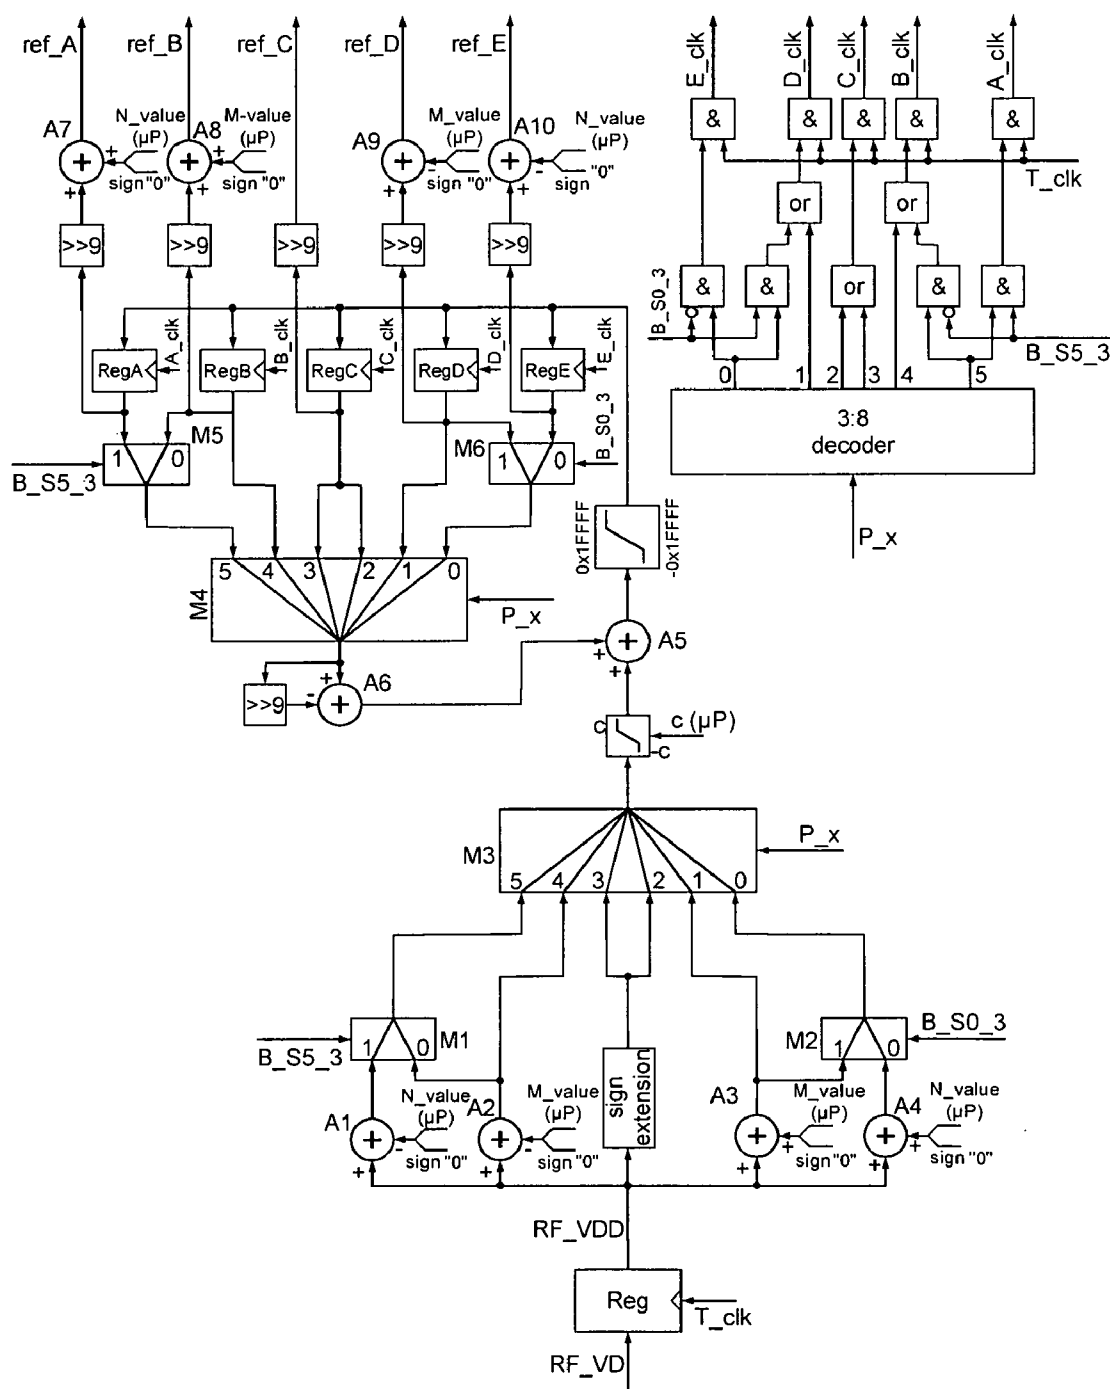 ref_A ref_B ref_C ref_D ref_E
E_clk D_clk C_clk B_clk A_clk
& & & & &
T_clk
A7 N_value (µP) + + sign "0"
A8 M-value (µP) + + sign "0"
A9 M_value (µP) - + sign "0"
A10 N_value (µP) - + sign "0"
or or
>>9 >>9 >>9 >>9 >>9
& & or & &
B_S0_3 B_S5_3
RegA A_clk RegB B_clk RegC C_clk RegD D_clk RegE E_clk
0 1 2 3 4 5
3:8
decoder
P_x
M5 1 0
B_S5_3
M6 1 0
B_S0_3
0x1FFFF -0x1FFFF
5 4 3 2 1 0
M4
P_x
+ A5
+ +
>>9 - + A6
+
C c (µP)
-c
M3 P_x
5 4 3 2 1 0
B_S5_3 1 0 M1
M2 1 0 B_S0_3
A1 N_value (µP) + - + sign "0"
A2 M_value (µP) + - + sign "0"
sign extension
A3 M_value (µP) + + + sign "0"
A4 N_value (µP) + + + sign "0"
RF_VDD
Reg
T_clk
RF_VD